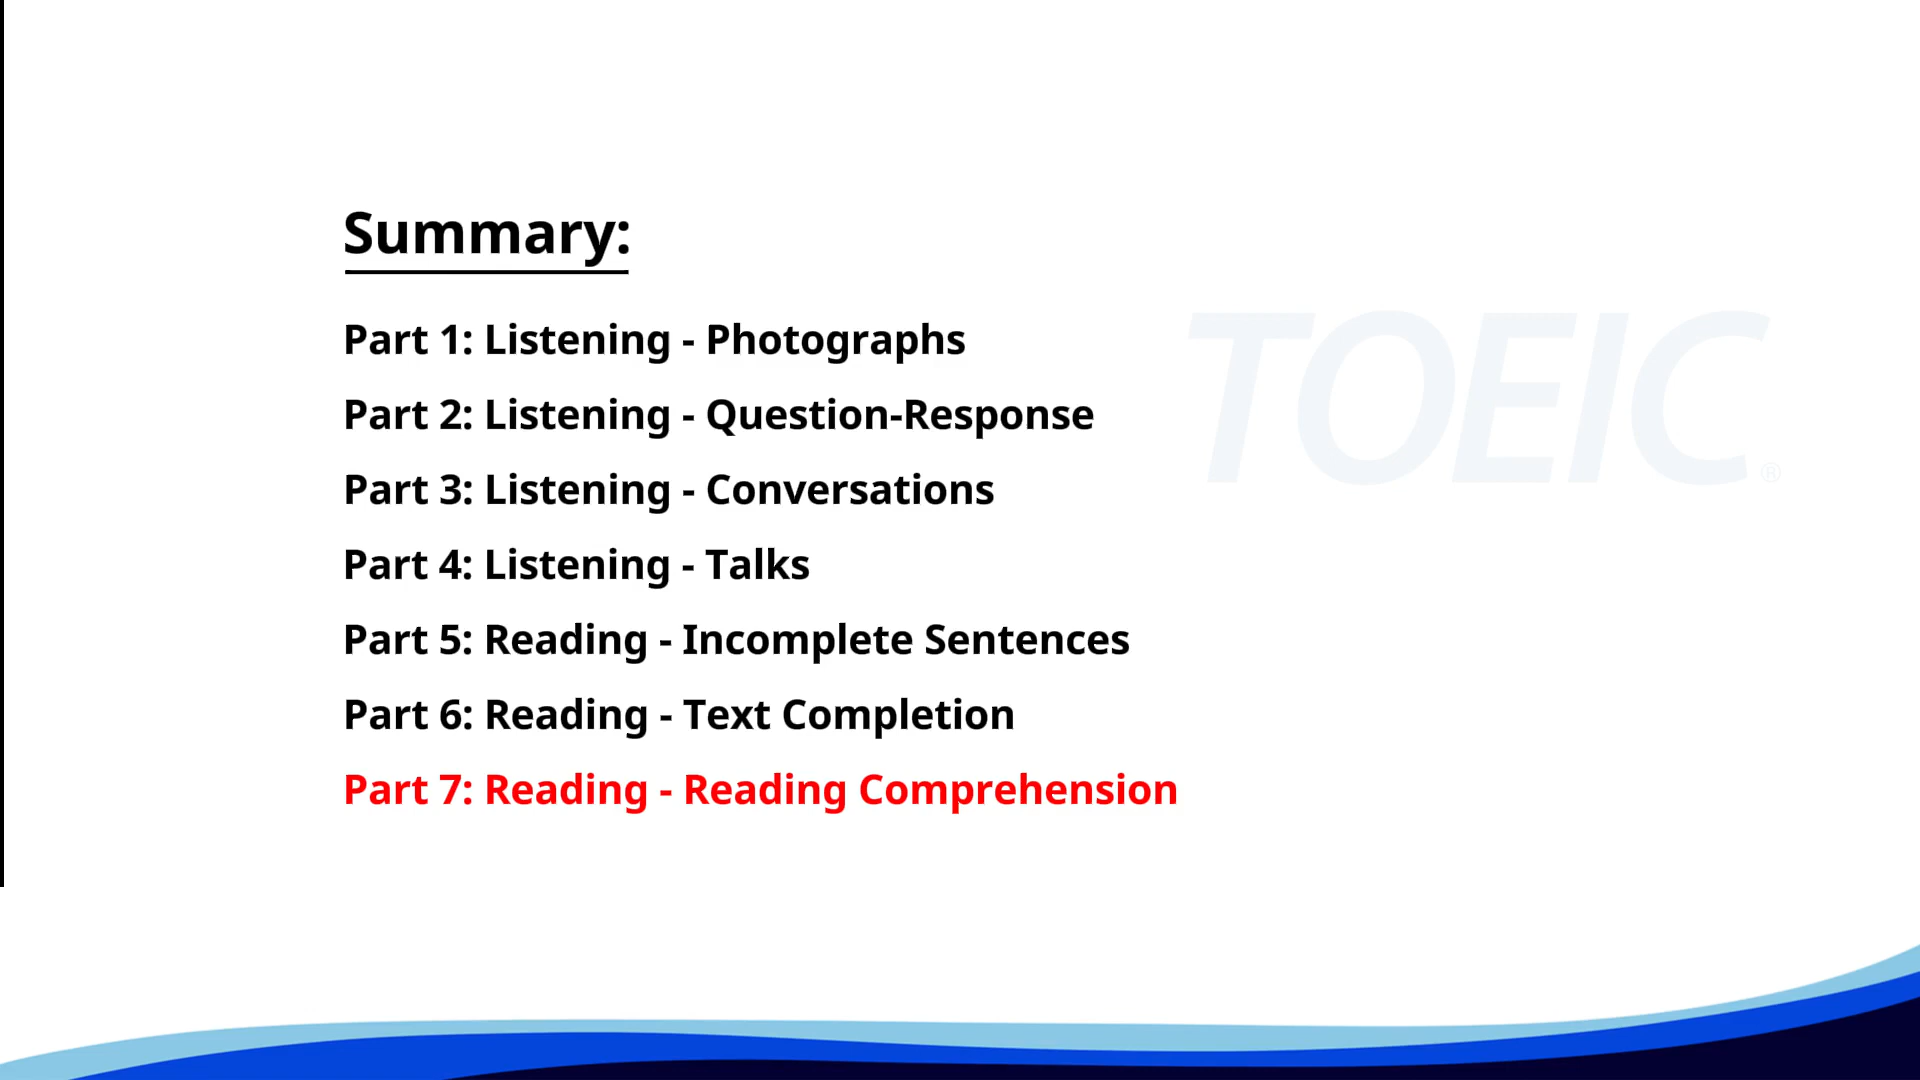 Summary:
Part 1: Listening - Photographs
Part 2: Listening - Question-Response
Part 3: Listening - Conversations
Part 4: Listening - Talks
Part 5: Reading - Incomplete Sentences
Part 6: Reading - Text Completion
Part 7: Reading - Reading Comprehension
TOEIC®